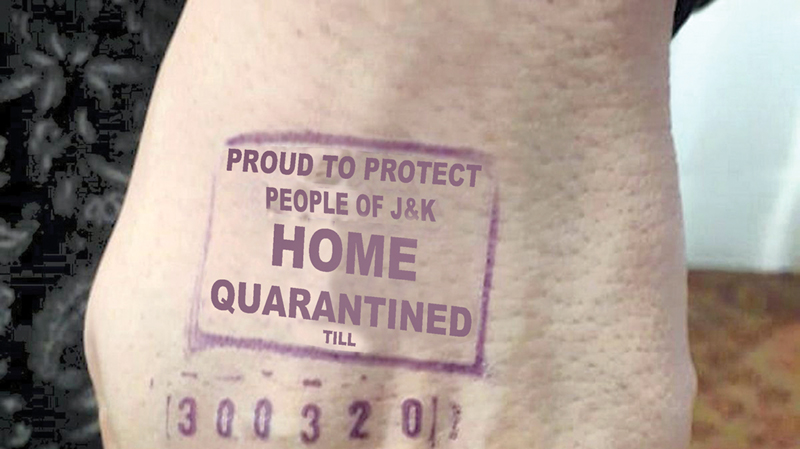 PROUD TO PROTECT
PEOPLE OF J&K
HOME
QUARANTINED
TILL
300320